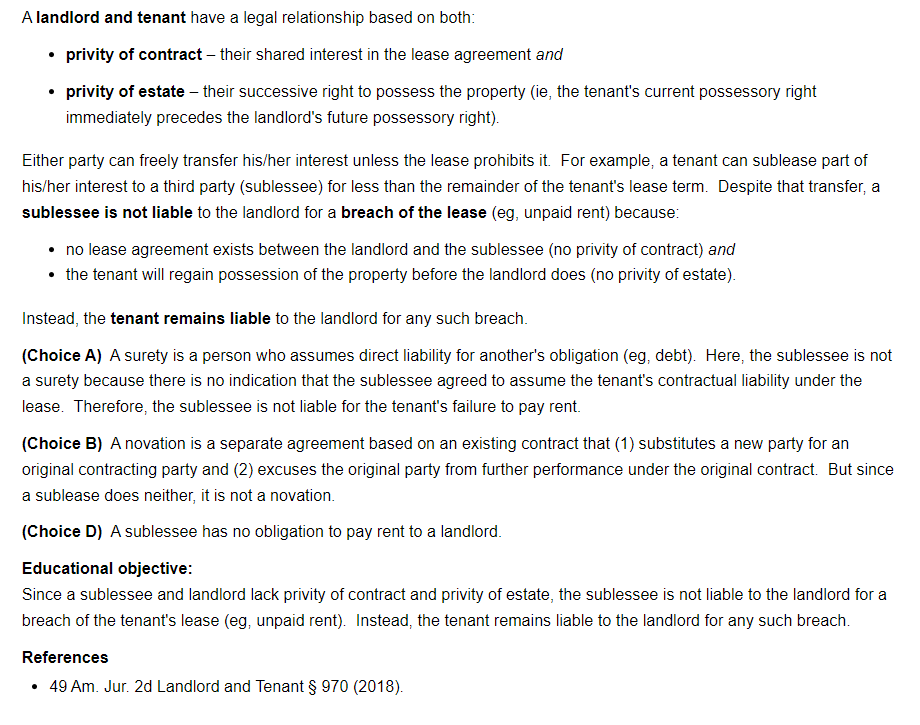 A landlord and tenant have a legal relationship based on both:
• privity of contract – their shared interest in the lease agreement and
• privity of estate – their successive right to possess the property (ie, the tenant's current possessory right
immediately precedes the landlord's future possessory right).
Either party can freely transfer his/her interest unless the lease prohibits it. For example, a tenant can sublease part of
his/her interest to a third party (sublessee) for less than the remainder of the tenant's lease term. Despite that transfer, a
sublessee is not liable to the landlord for a breach of the lease (eg, unpaid rent) because:
• no lease agreement exists between the landlord and the sublessee (no privity of contract) and
• the tenant will regain possession of the property before the landlord does (no privity of estate).
Instead, the tenant remains liable to the landlord for any such breach.
(Choice A) A surety is a person who assumes direct liability for another's obligation (eg, debt). Here, the sublessee is not
a surety because there is no indication that the sublessee agreed to assume the tenant's contractual liability under the
lease. Therefore, the sublessee is not liable for the tenant's failure to pay rent.
(Choice B) A novation is a separate agreement based on an existing contract that (1) substitutes a new party for an
original contracting party and (2) excuses the original party from further performance under the original contract. But since
a sublease does neither, it is not a novation.
(Choice D) A sublessee has no obligation to pay rent to a landlord.
Educational objective:
Since a sublessee and landlord lack privity of contract and privity of estate, the sublessee is not liable to the landlord for a
breach of the tenant's lease (eg, unpaid rent). Instead, the tenant remains liable to the landlord for any such breach.
References
• 49 Am. Jur. 2d Landlord and Tenant § 970 (2018).